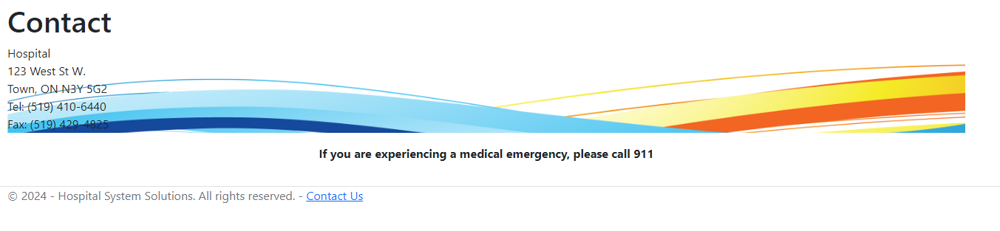 Contact
Hospital
123 West St W.
Town, ON N3Y 5G2
Tel: (519) 410-6440
Fax: (519) 429-4825
If you are experiencing a medical emergency, please call 911
© 2024 - Hospital System Solutions. All rights reserved. - Contact Us